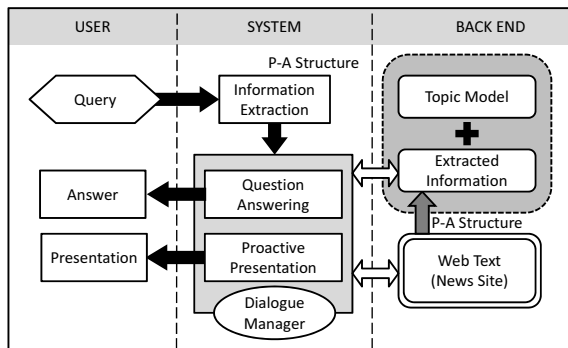 USER
SYSTEM
BACK END
P-A Structure
Query
Information
Extraction
Topic Model
Extracted
Information
Answer
Question
Answering
P-A Structure
Presentation
Proactive
Presentation
Web Text
(News Site)
Dialogue
Manager